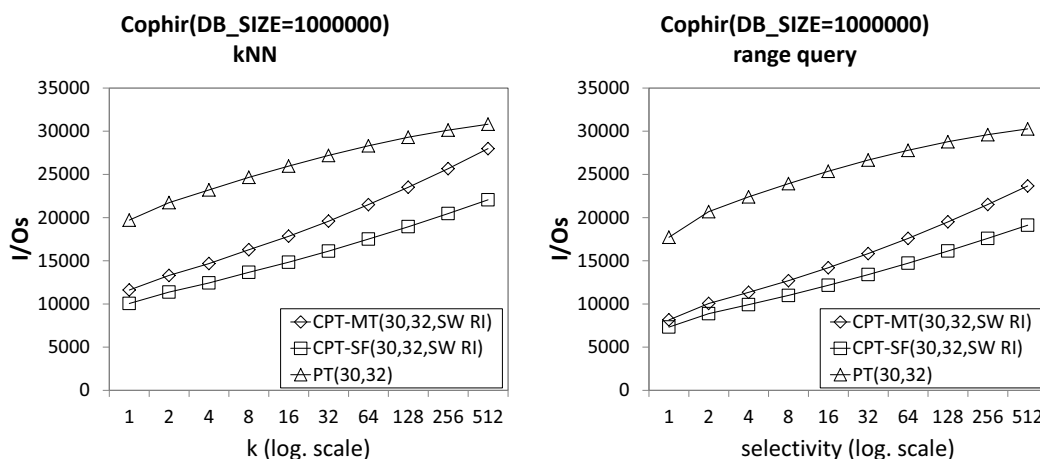 Cophir(DB_SIZE=1000000)
kNN
35000
30000
25000
20000
15000
10000
5000
0
I/Os
CPT-MT(30,32,SW RI)
CPT-SF(30,32,SW RI)
PT(30,32)
1 2 4 8 16 32 64 128 256 512
k (log. scale)
Cophir(DB_SIZE=1000000)
range query
35000
30000
25000
20000
15000
10000
5000
0
I/Os
CPT-MT(30,32,SW RI)
CPT-SF(30,32,SW RI)
PT(30,32)
1 2 4 8 16 32 64 128 256 512
selectivity (log. scale)